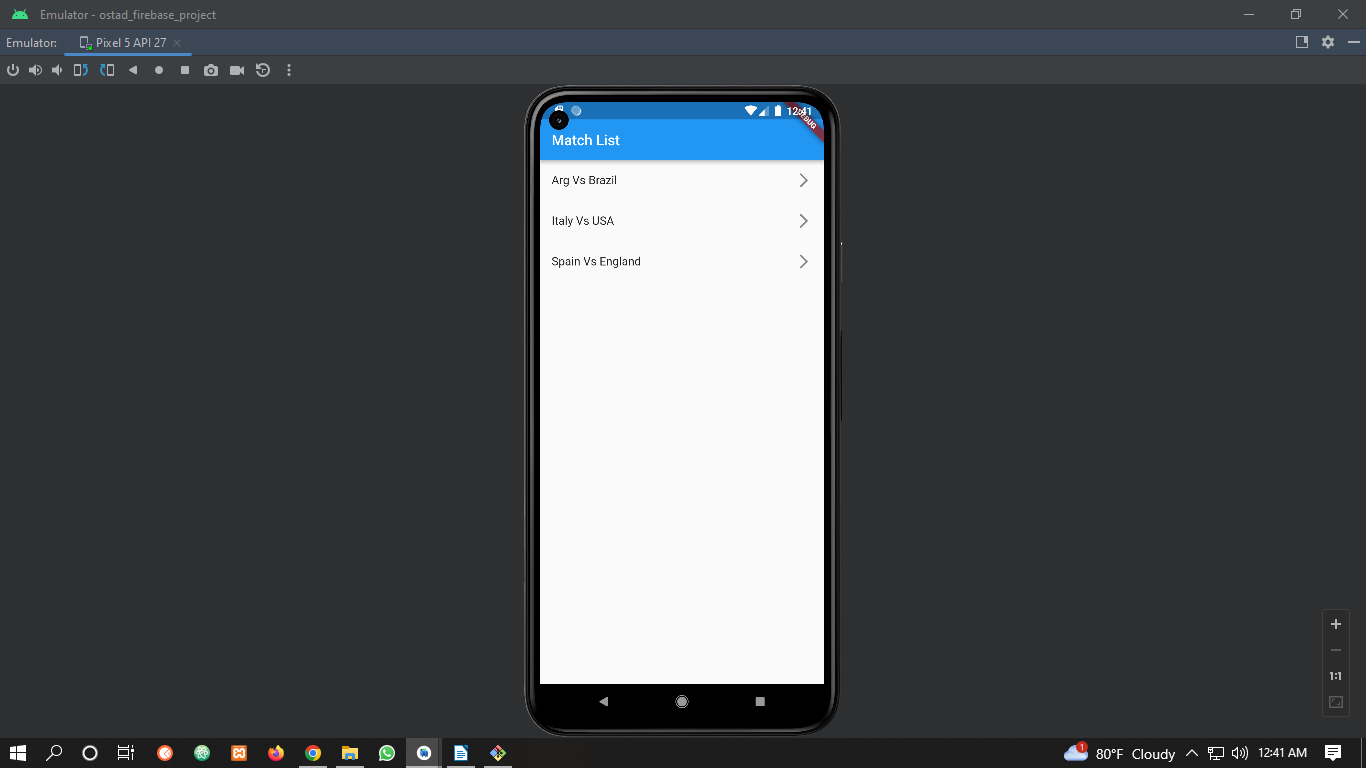 Emulator - ostad_firebase_project
Emulator: Pixel 5 API 27
12:41
DEBUG
Match List
Arg Vs Brazil
Italy Vs USA
Spain Vs England
1:1
1
80°F Cloudy
12:41 AM